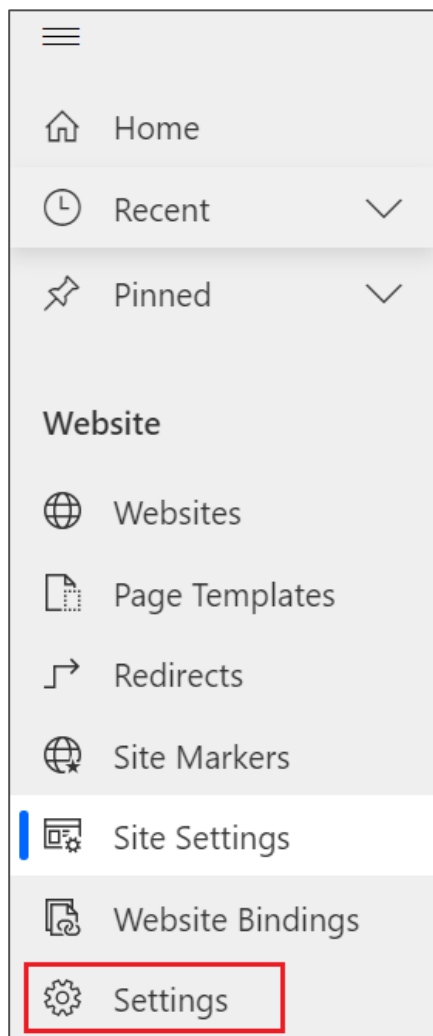 Home
Recent
Pinned
Website
Websites
Page Templates
Redirects
Site Markers
Site Settings
Website Bindings
Settings